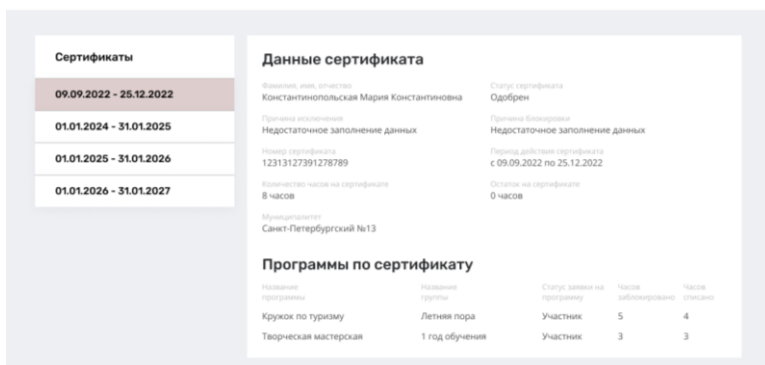 Сертификаты
09.09.2022 - 25.12.2022
01.01.2024 - 31.01.2025
01.01.2025 - 31.01.2026
01.01.2026 - 31.01.2027
Данные сертификата
Фамилия, имя, отчество
Константинопольская Мария Константиновна
Статус сертификата
Одобрен
Причина исключения
Недостаточное заполнение данных
Причина блокировки
Недостаточное заполнение данных
Номер сертификата
12313127391278789
Период действия сертификата
с 09.09.2022 по 25.12.2022
Количество часов на сертификате
8 часов
Остаток на сертификате
0 часов
Муниципалитет
Санкт-Петербургский №13
Программы по сертификату
Название
программы
Название
группы
Статус заявки на
программу
Часов
заблокировано
Часов
списано
Кружок по туризму
Летняя пора
Участник
5
4
Творческая мастерская
1 год обучения
Участник
3
3